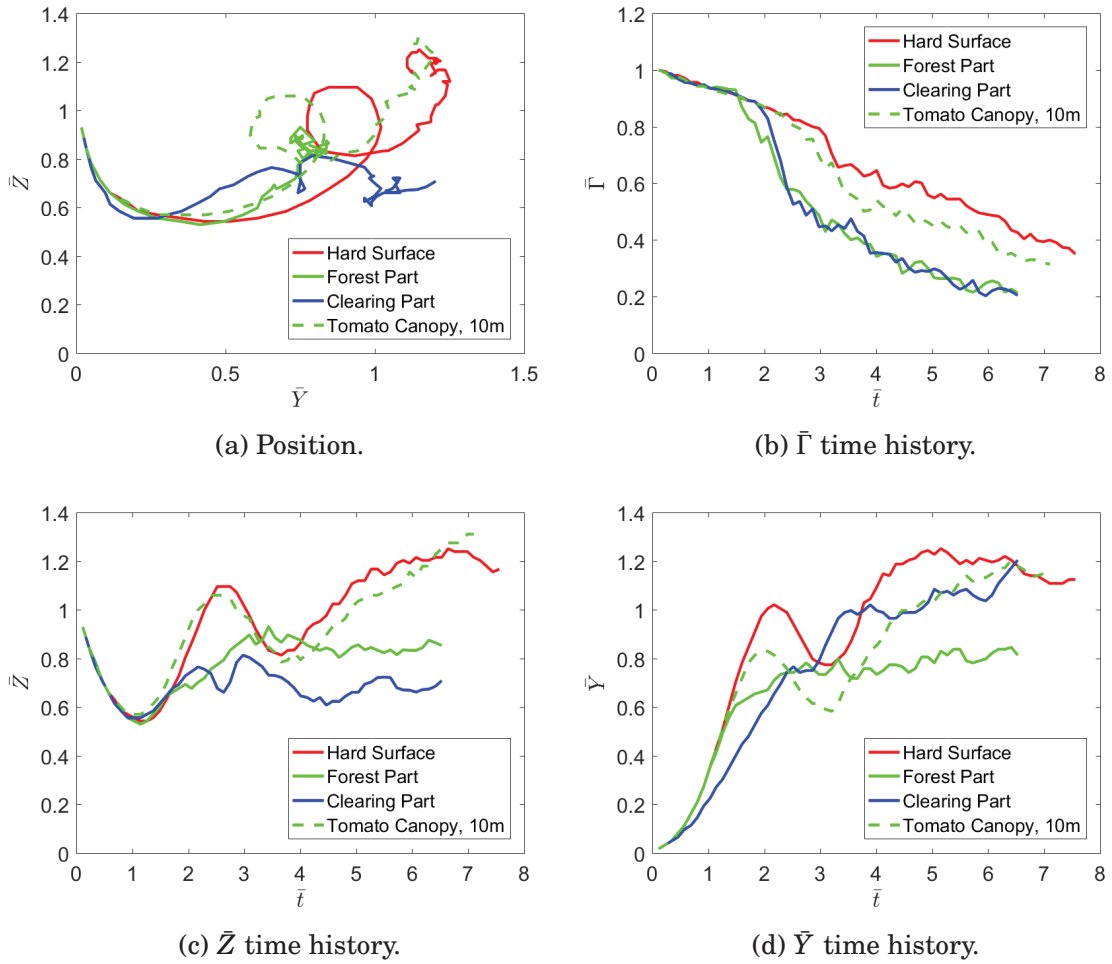 1.4
1.2
1
0.8
0.6
0.4
0.2
0
Z̄
0 0.5 1 1.5
Ȳ
Hard Surface
Forest Part
Clearing Part
Tomato Canopy, 10m
(a) Position.
1.2
1
0.8
0.6
0.4
0.2
0
Γ̄
0 1 2 3 4 5 6 7 8
t̄
Hard Surface
Forest Part
Clearing Part
Tomato Canopy, 10m
(b) Γ̄ time history.
1.4
1.2
1
0.8
0.6
0.4
0.2
0
Z̄
0 1 2 3 4 5 6 7 8
t̄
Hard Surface
Forest Part
Clearing Part
Tomato Canopy, 10m
(c) Z̄ time history.
1.4
1.2
1
0.8
0.6
0.4
0.2
0
Ȳ
0 1 2 3 4 5 6 7 8
t̄
Hard Surface
Forest Part
Clearing Part
Tomato Canopy, 10m
(d) Ȳ time history.